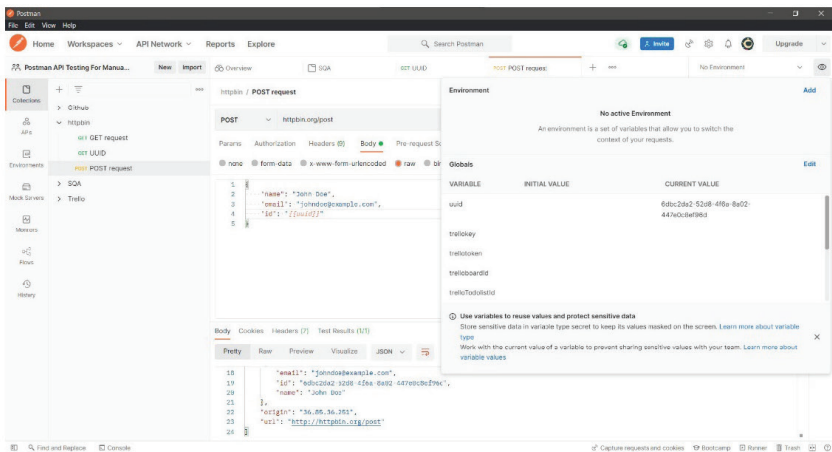 Postman
File Edit View Help
Home Workspaces API Network Reports Explore Search Postman Invite Upgrade
Postman API Testing For Manua... New Import Overview SQA GET UUID POST POST request No Environment
Collections
APIs
Environments
Mock Servers
Monitors
Flows
History
> Github
httpbin
GET GET request
GET UUID
POST POST request
> SQA
> Trello
httpbin / POST request
POST httpbin.org/post
Params Authorization Headers (9) Body Pre-request Sc
none form-data x-www-form-urlencoded raw
1 {
2 "name": "John Doe",
3 "email": "johndoe@example.com",
4 "id": "{{uuid}}"
5 }
Environment Add
No active Environment
An environment is a set of variables that allow you to switch the
context of your requests.
Globals Edit
VARIABLE INITIAL VALUE CURRENT VALUE
uuid 6dbc2da2-52d8-4f6a-8a02-
447e0c8ef96d
trellokey
trellotoken
trelloboardId
trelloTodolistId
Use variables to reuse values and protect sensitive data
Store sensitive data in variable type secret to keep its values masked on the screen. Learn more about variable
type
Work with the current value of a variable to prevent sharing sensitive values with your team. Learn more about
variable values
Body Cookies Headers (7) Test Results (1/1)
Pretty Raw Preview Visualize JSON
18 "email": "johndoe@example.com",
19 "id": "6dbc2da2-52d8-4f6a-8a02-447e0c8ef96c",
20 "name": "John Doe"
21 },
22 "origin": "36.85.36.251",
23 "url": "http://httpbin.org/post"
24 }
Find and Replace Console Capture requests and cookies Bootcamp Runner Trash